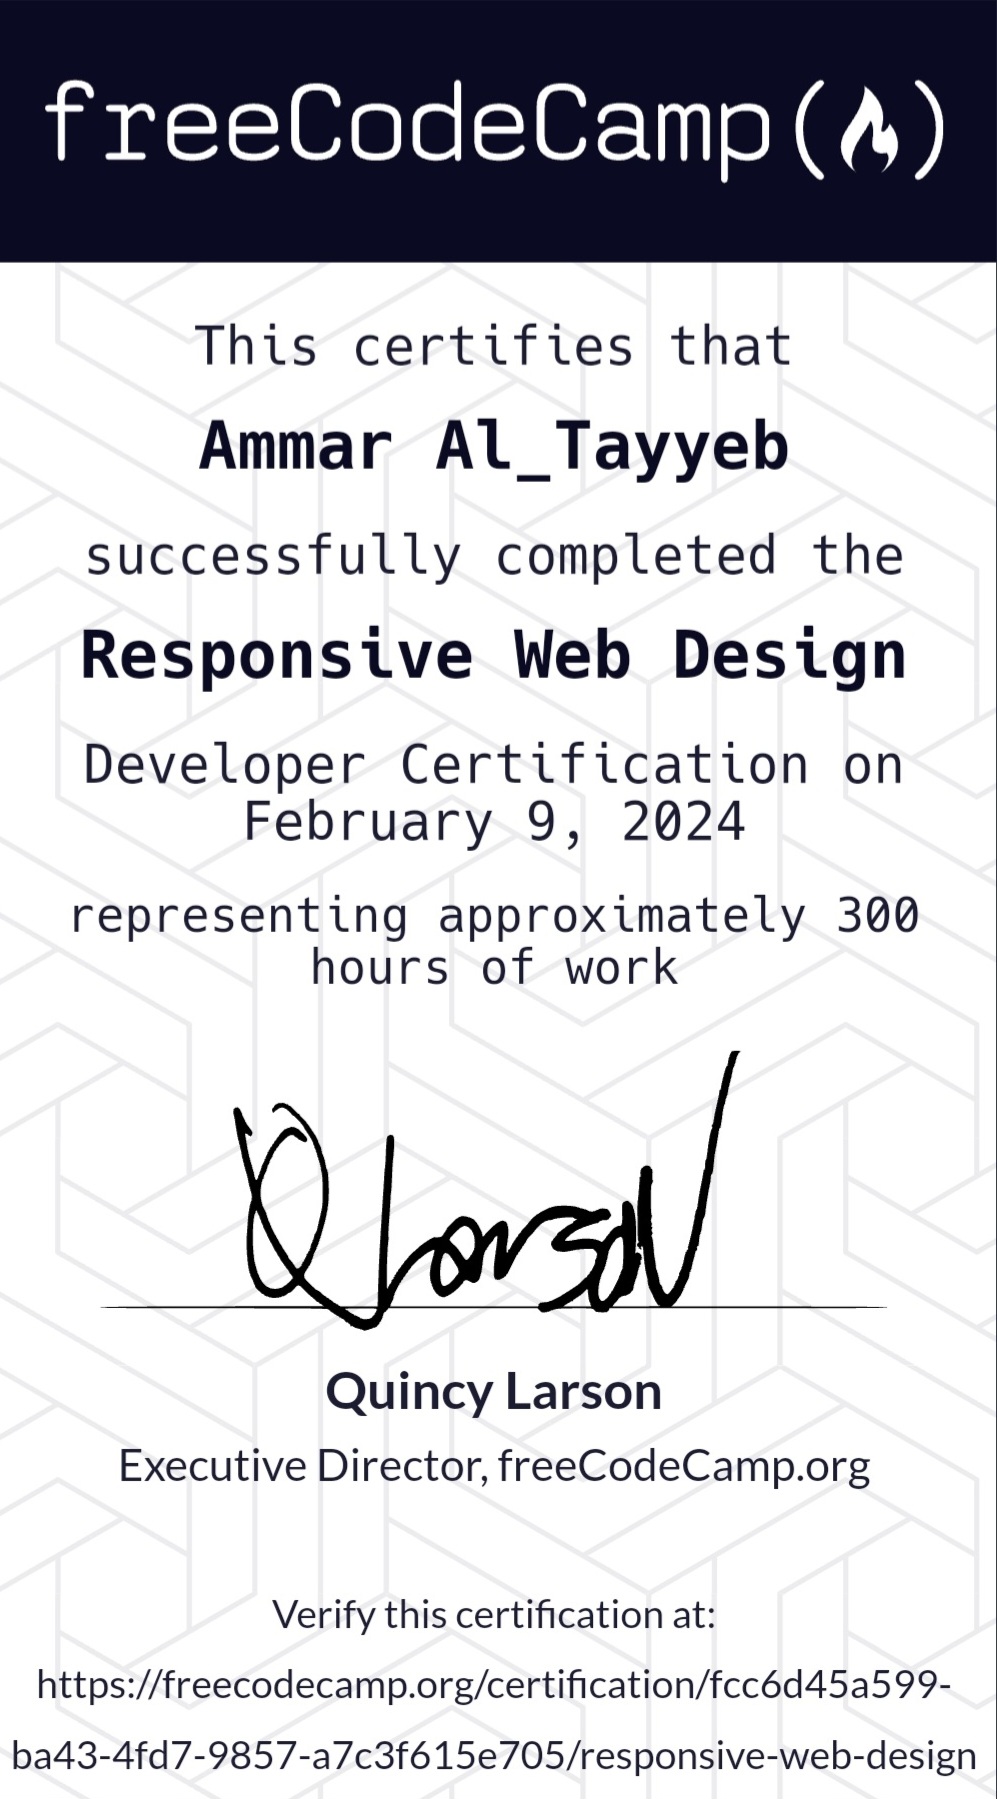 freeCodeCamp(🔥)
This certifies that
Ammar Al_Tayyeb
successfully completed the
Responsive Web Design
Developer Certification on
February 9, 2024
representing approximately 300
hours of work
Quincy Larson
Executive Director, freeCodeCamp.org
Verify this certification at:
https://freecodecamp.org/certification/fcc6d45a599-
ba43-4fd7-9857-a7c3f615e705/responsive-web-design